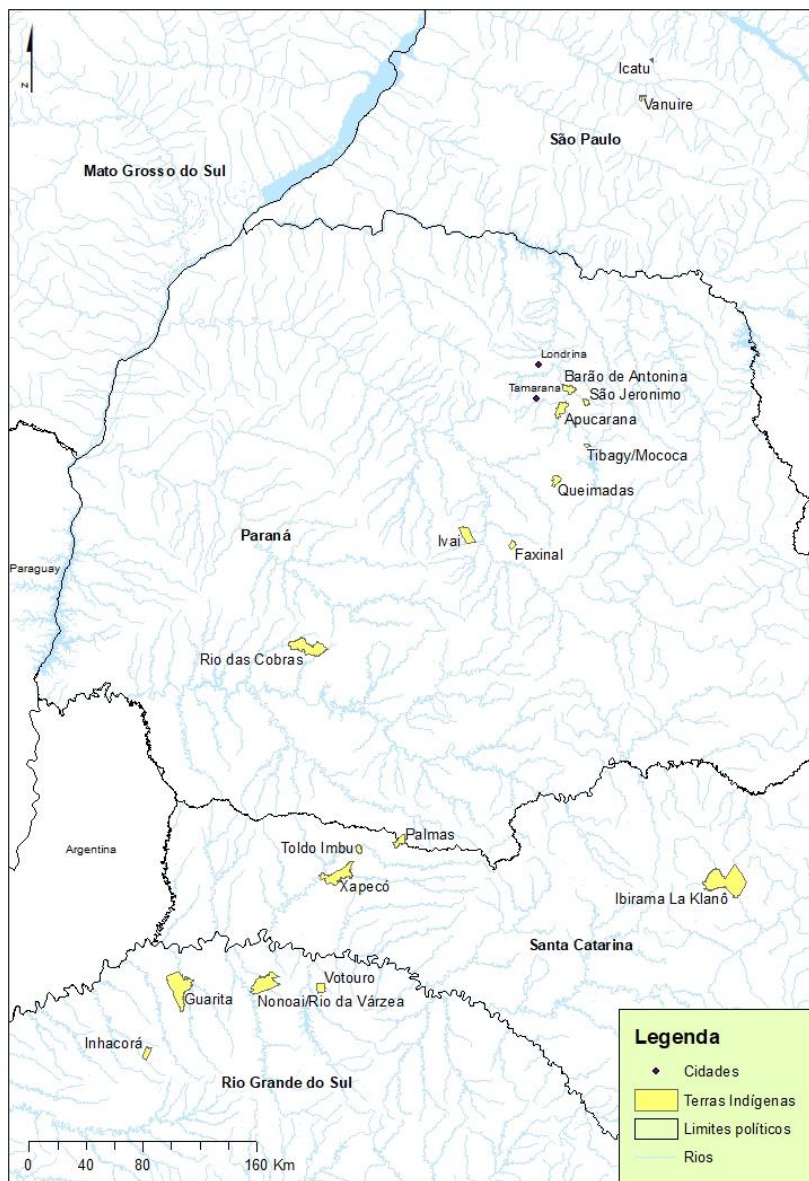 Icatu
Vanuire
São Paulo
Mato Grosso do Sul
Londrina
Barão de Antonina
Tamarana
São Jeronimo
Apucarana
Tibagy/Mococa
Queimadas
Paraná
Ivai
Faxinal
Paraguay
Rio das Cobras
Palmas
Toldo Imbu
Argentina
Xapecó
Ibirama La Klanô
Santa Catarina
Votouro
Guarita
Nonoai/Rio da Várzea
Inhacorá
Rio Grande do Sul
Legenda
Cidades
Terras Indígenas
Limites políticos
Rios
0 40 80 160 Km
N